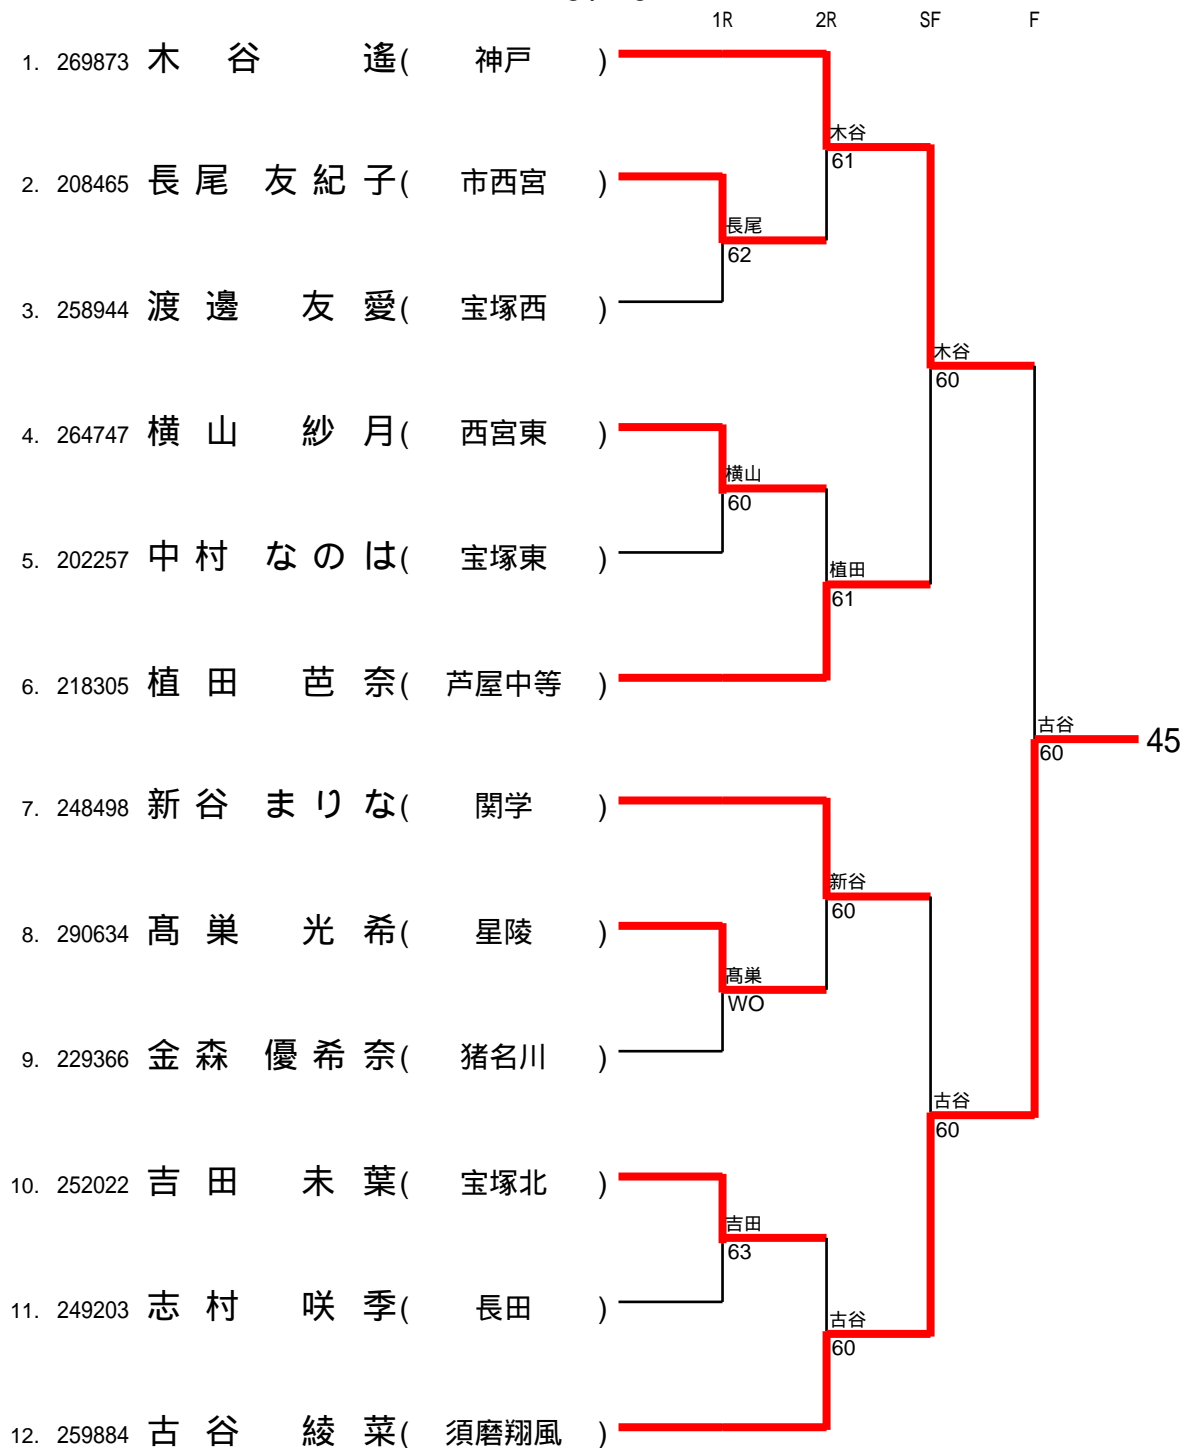 1R 2R SF F
1. 269873 木 谷 遙( 神戸 )
木谷
61
2. 208465 長 尾 友 紀 子( 市西宮 )
長尾
62
3. 258944 渡 邊 友 愛( 宝塚西 )
木谷
60
4. 264747 横 山 紗 月( 西宮東 )
横山
60
5. 202257 中 村 な の は( 宝塚東 )
植田
61
6. 218305 植 田 芭 奈( 芦屋中等 )
古谷
60
45
7. 248498 新 谷 ま り な( 関学 )
新谷
60
8. 290634 髙 巣 光 希( 星陵 )
髙巣
WO
9. 229366 金 森 優 希 奈( 猪名川 )
古谷
60
10. 252022 吉 田 未 葉( 宝塚北 )
吉田
63
11. 249203 志 村 咲 季( 長田 )
古谷
60
12. 259884 古 谷 綾 菜( 須磨翔風 )